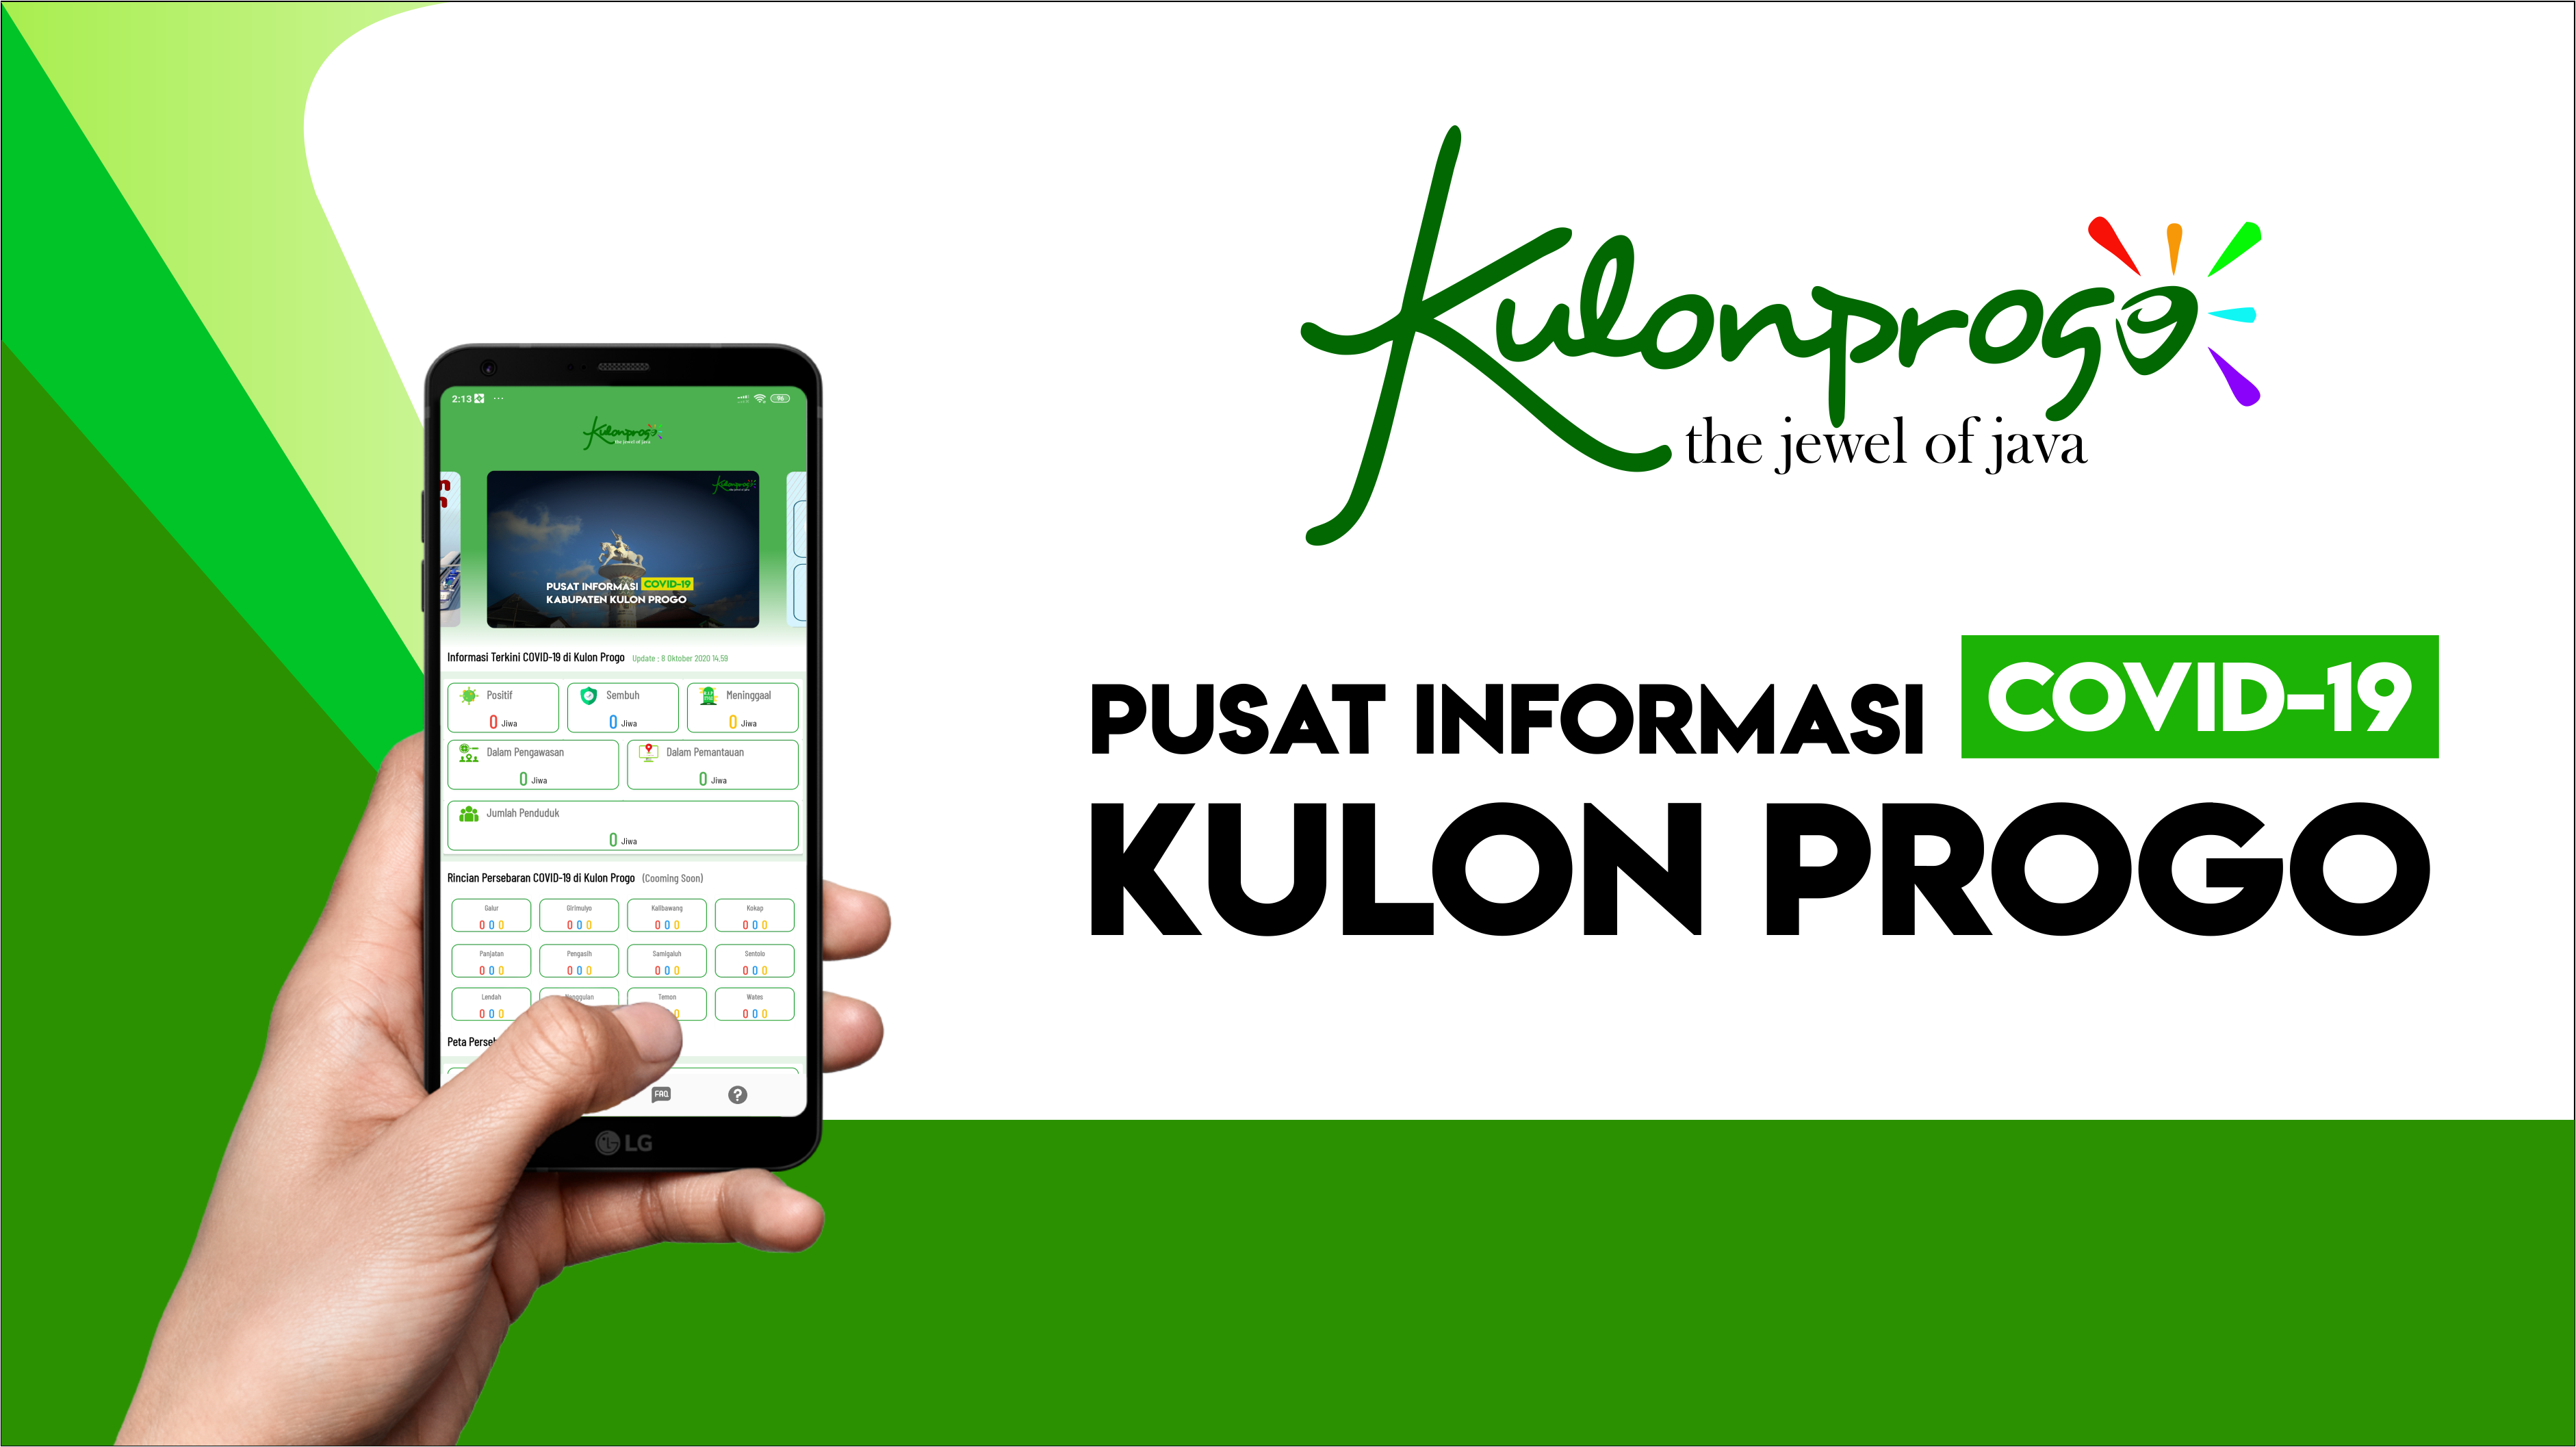 Kulonprogo
the jewel of java
PUSAT INFORMASI COVID-19
KULON PROGO
2:13 ... 96
Kulonprogo
the jewel of java
Kulonprogo
PUSAT INFORMASI COVID-19
KABUPATEN KULON PROGO
Informasi Terkini COVID-19 di Kulon Progo Update : 8 Oktober 2020 14,59
Positif Sembuh Meninggaal
0 Jiwa 0 Jiwa 0 Jiwa
Dalam Pengawasan Dalam Pemantauan
0 Jiwa 0 Jiwa
Jumlah Penduduk
0 Jiwa
Rincian Persebaran COVID-19 di Kulon Progo (Cooming Soon)
Galur Girimulyo Kalibawang Kokap
0 0 0 0 0 0 0 0 0 0 0 0
Panjatan Pengasih Samigaluh Sentolo
0 0 0 0 0 0 0 0 0 0 0 0
Lendah Temon Wates
0 0 0 0 0 0 0
Peta
FAQ ?
LG